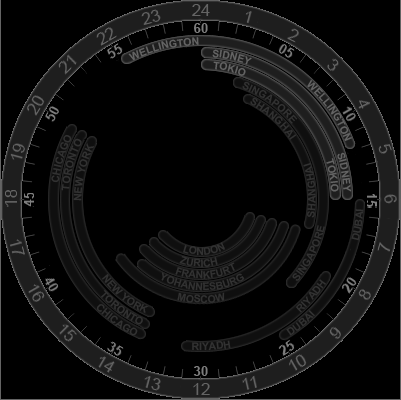 24
1
2
3
4
5
6
7
8
9
10
11
12
13
14
15
16
17
18
19
20
21
22
23
60
05
10
15
20
25
30
35
40
45
50
55
WELLINGTON
WELLINGTON
SIDNEY
SIDNEY
TOKIO
TOKIO
SINGAPORE
SINGAPORE
SHANGHAI
SHANGHAI
DUBAI
DUBAI
RIYADH
RIYADH
LONDON
ZURICH
FRANKFURT
YOHANNESBURG
MOSCOW
NEW YORK
NEW YORK
TORONTO
TORONTO
CHICAGO
CHICAGO